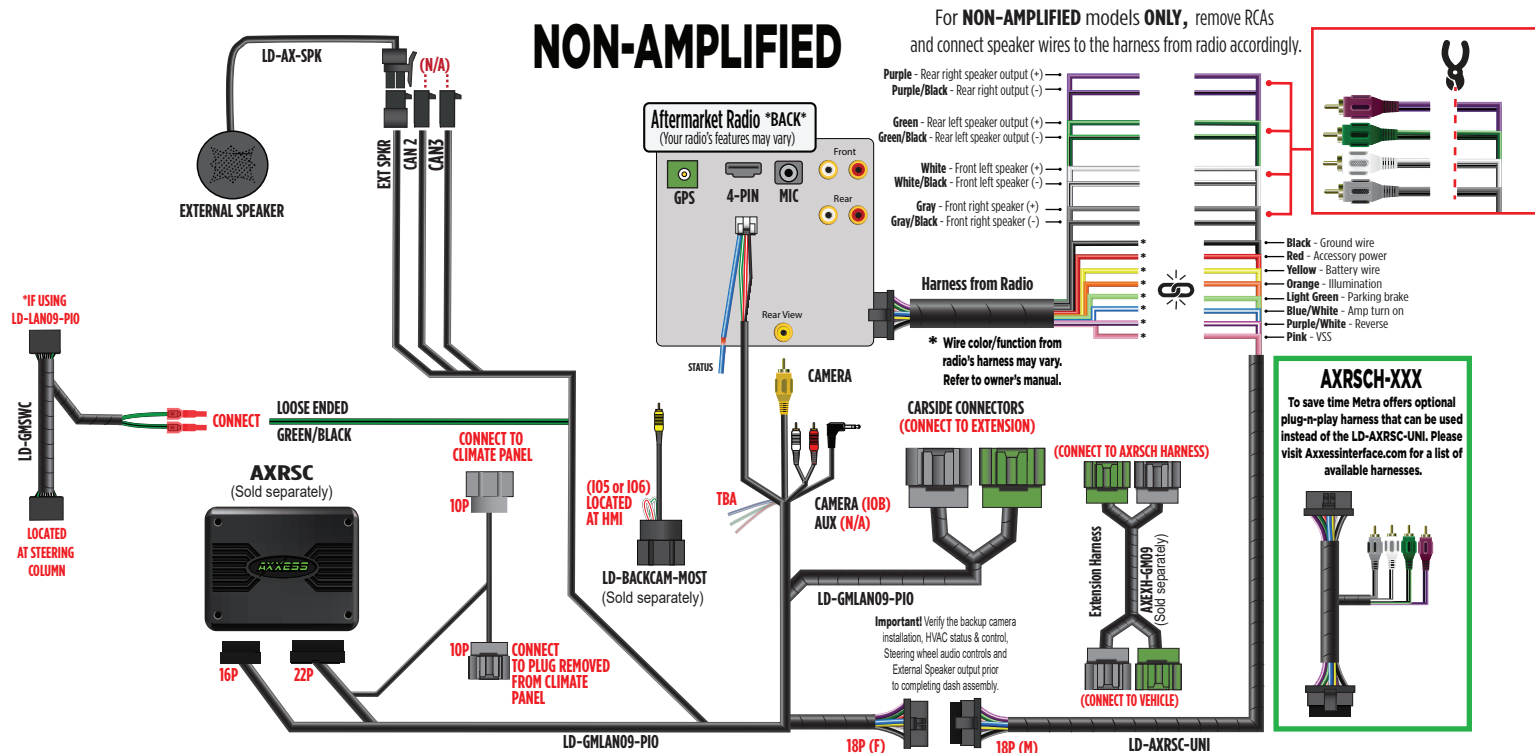 NON-AMPLIFIED
For NON-AMPLIFIED models ONLY, remove RCAs
and connect speaker wires to the harness from radio accordingly.
LD-AX-SPK
(N/A)
EXT SPKR
CAN 2
CAN3
EXTERNAL SPEAKER
Aftermarket Radio *BACK*
(Your radio's features may vary)
GPS
4-PIN
MIC
Front
Rear
Rear View
STATUS
Purple - Rear right speaker output (+)
Purple/Black - Rear right output (-)
Green - Rear left speaker output (+)
Green/Black - Rear left speaker output (-)
White - Front left speaker (+)
White/Black - Front left speaker (-)
Gray - Front right speaker (+)
Gray/Black - Front right speaker (-)
Harness from Radio
*
*
*
*
*
*
*
*
* Wire color/function from
radio's harness may vary.
Refer to owner's manual.
Black - Ground wire
Red - Accessory power
Yellow - Battery wire
Orange - Illumination
Light Green - Parking brake
Blue/White - Amp turn on
Purple/White - Reverse
Pink - VSS
*IF USING
LD-LAN09-PIO
LD-GMSWC
CONNECT
LOOSE ENDED
GREEN/BLACK
LOCATED
AT STEERING
COLUMN
AXRSC
(Sold separately)
AXXESS
16P
22P
CONNECT TO
CLIMATE PANEL
10P
10P
CONNECT
TO PLUG REMOVED
FROM CLIMATE
PANEL
(IO5 or IO6)
LOCATED
AT HMI
LD-BACKCAM-MOST
(Sold separately)
CAMERA
TBA
CAMERA (IOB)
AUX (N/A)
CARSIDE CONNECTORS
(CONNECT TO EXTENSION)
LD-GMLAN09-PIO
(CONNECT TO AXRSCH HARNESS)
Extension Harness
AXEXH-GM09
(Sold separately)
(CONNECT TO VEHICLE)
Important! Verify the backup camera
installation, HVAC status & control,
Steering wheel audio controls and
External Speaker output prior
to completing dash assembly.
LD-GMLAN09-PIO
18P (F)
18P (M)
LD-AXRSC-UNI
AXRSCH-XXX
To save time Metra offers optional
plug-n-play harness that can be used
instead of the LD-AXRSC-UNI. Please
visit Axxessinterface.com for a list of
available harnesses.